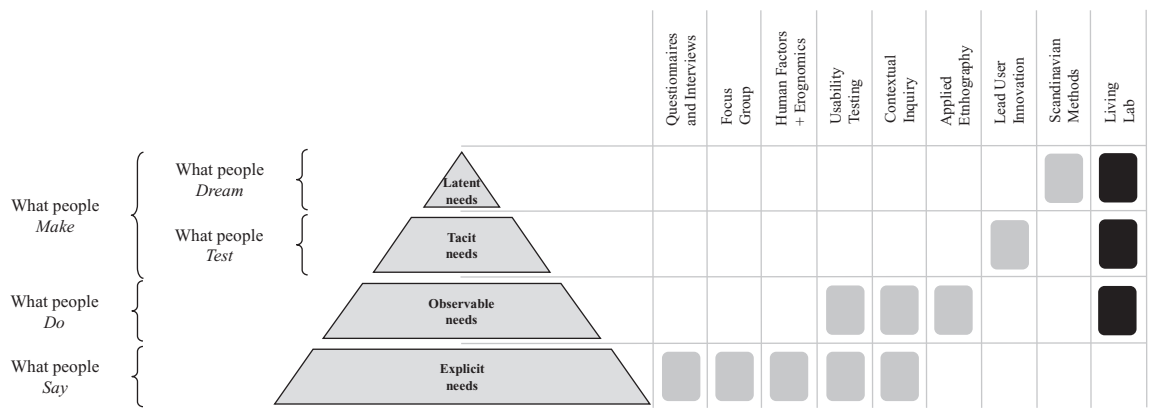 Questionnaires
and Interviews
Focus
Group
Human Factors
+ Erognomics
Usability
Testing
Contextual
Inquiry
Applied
Etnhography
Lead User
Innovation
Scandinavian
Methods
Living
Lab
What people
Make
What people
Dream
Latent
needs
What people
Test
Tacit
needs
What people
Do
Observable
needs
What people
Say
Explicit
needs